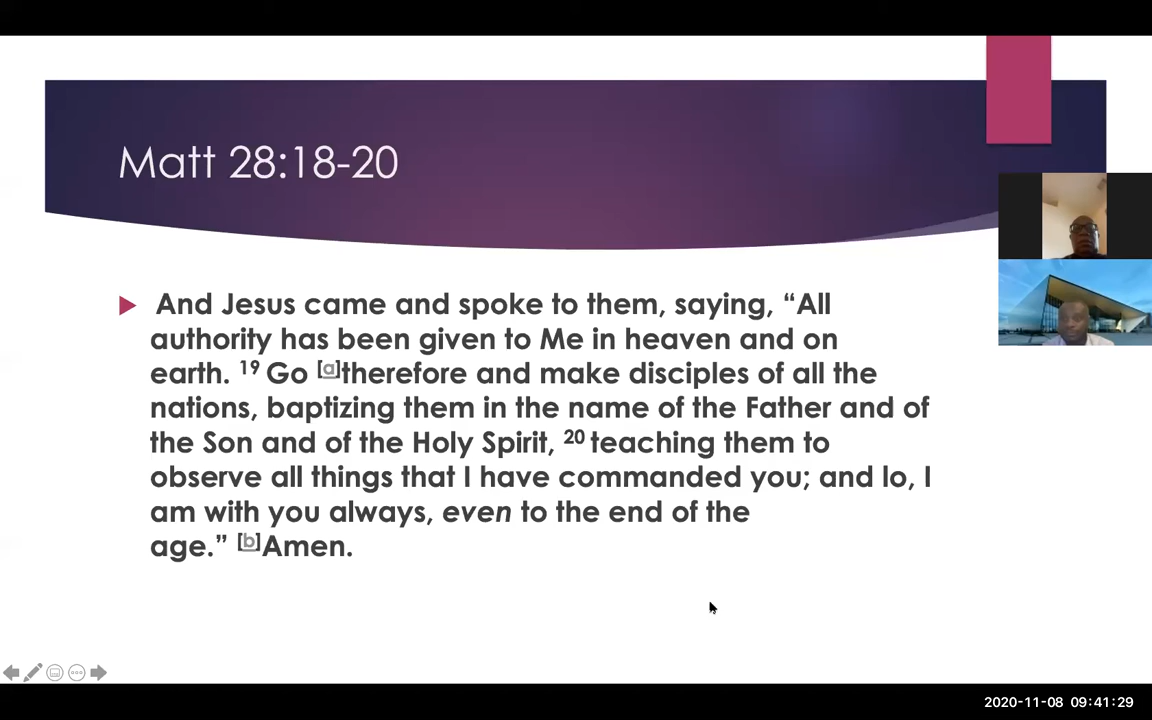 Matt 28:18-20
And Jesus came and spoke to them, saying, “All
authority has been given to Me in heaven and on
earth. 19 Go [a]therefore and make disciples of all the
nations, baptizing them in the name of the Father and of
the Son and of the Holy Spirit, 20 teaching them to
observe all things that I have commanded you; and lo, I
am with you always, even to the end of the
age.” [b]Amen.
2020-11-08 09:41:29